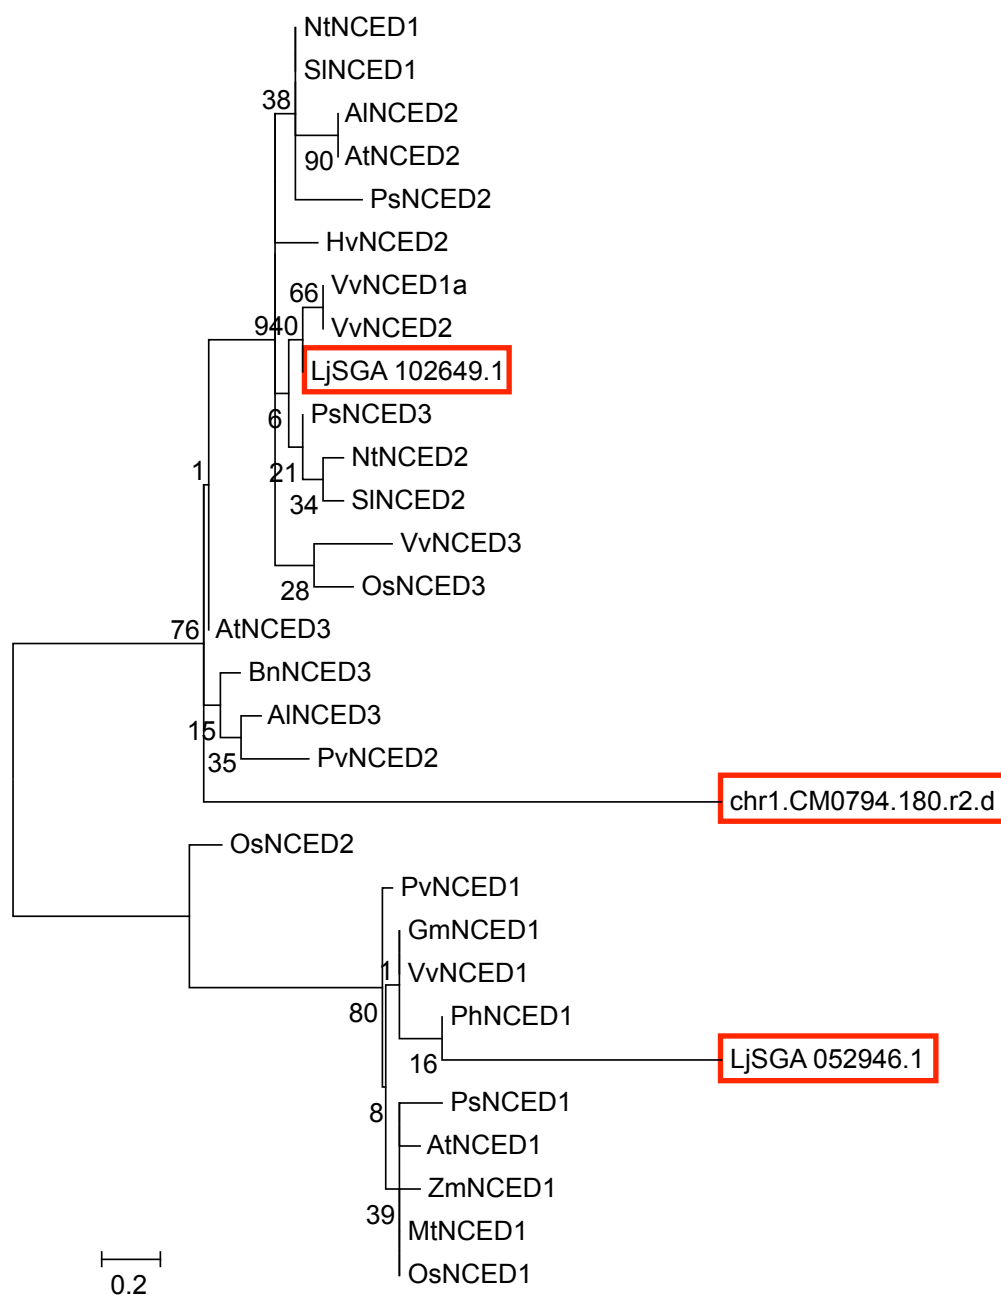 NtNCED1
SlNCED1
38
AlNCED2
90
AtNCED2
PsNCED2
HvNCED2
66
VvNCED1a
940
VvNCED2
LjSGA 102649.1
6
PsNCED3
21
NtNCED2
34
SlNCED2
1
VvNCED3
28
OsNCED3
76
AtNCED3
BnNCED3
15
AlNCED3
35
PvNCED2
chr1.CM0794.180.r2.d
OsNCED2
PvNCED1
GmNCED1
1
VvNCED1
80
PhNCED1
16
LjSGA 052946.1
PsNCED1
8
AtNCED1
ZmNCED1
39
MtNCED1
OsNCED1
0.2